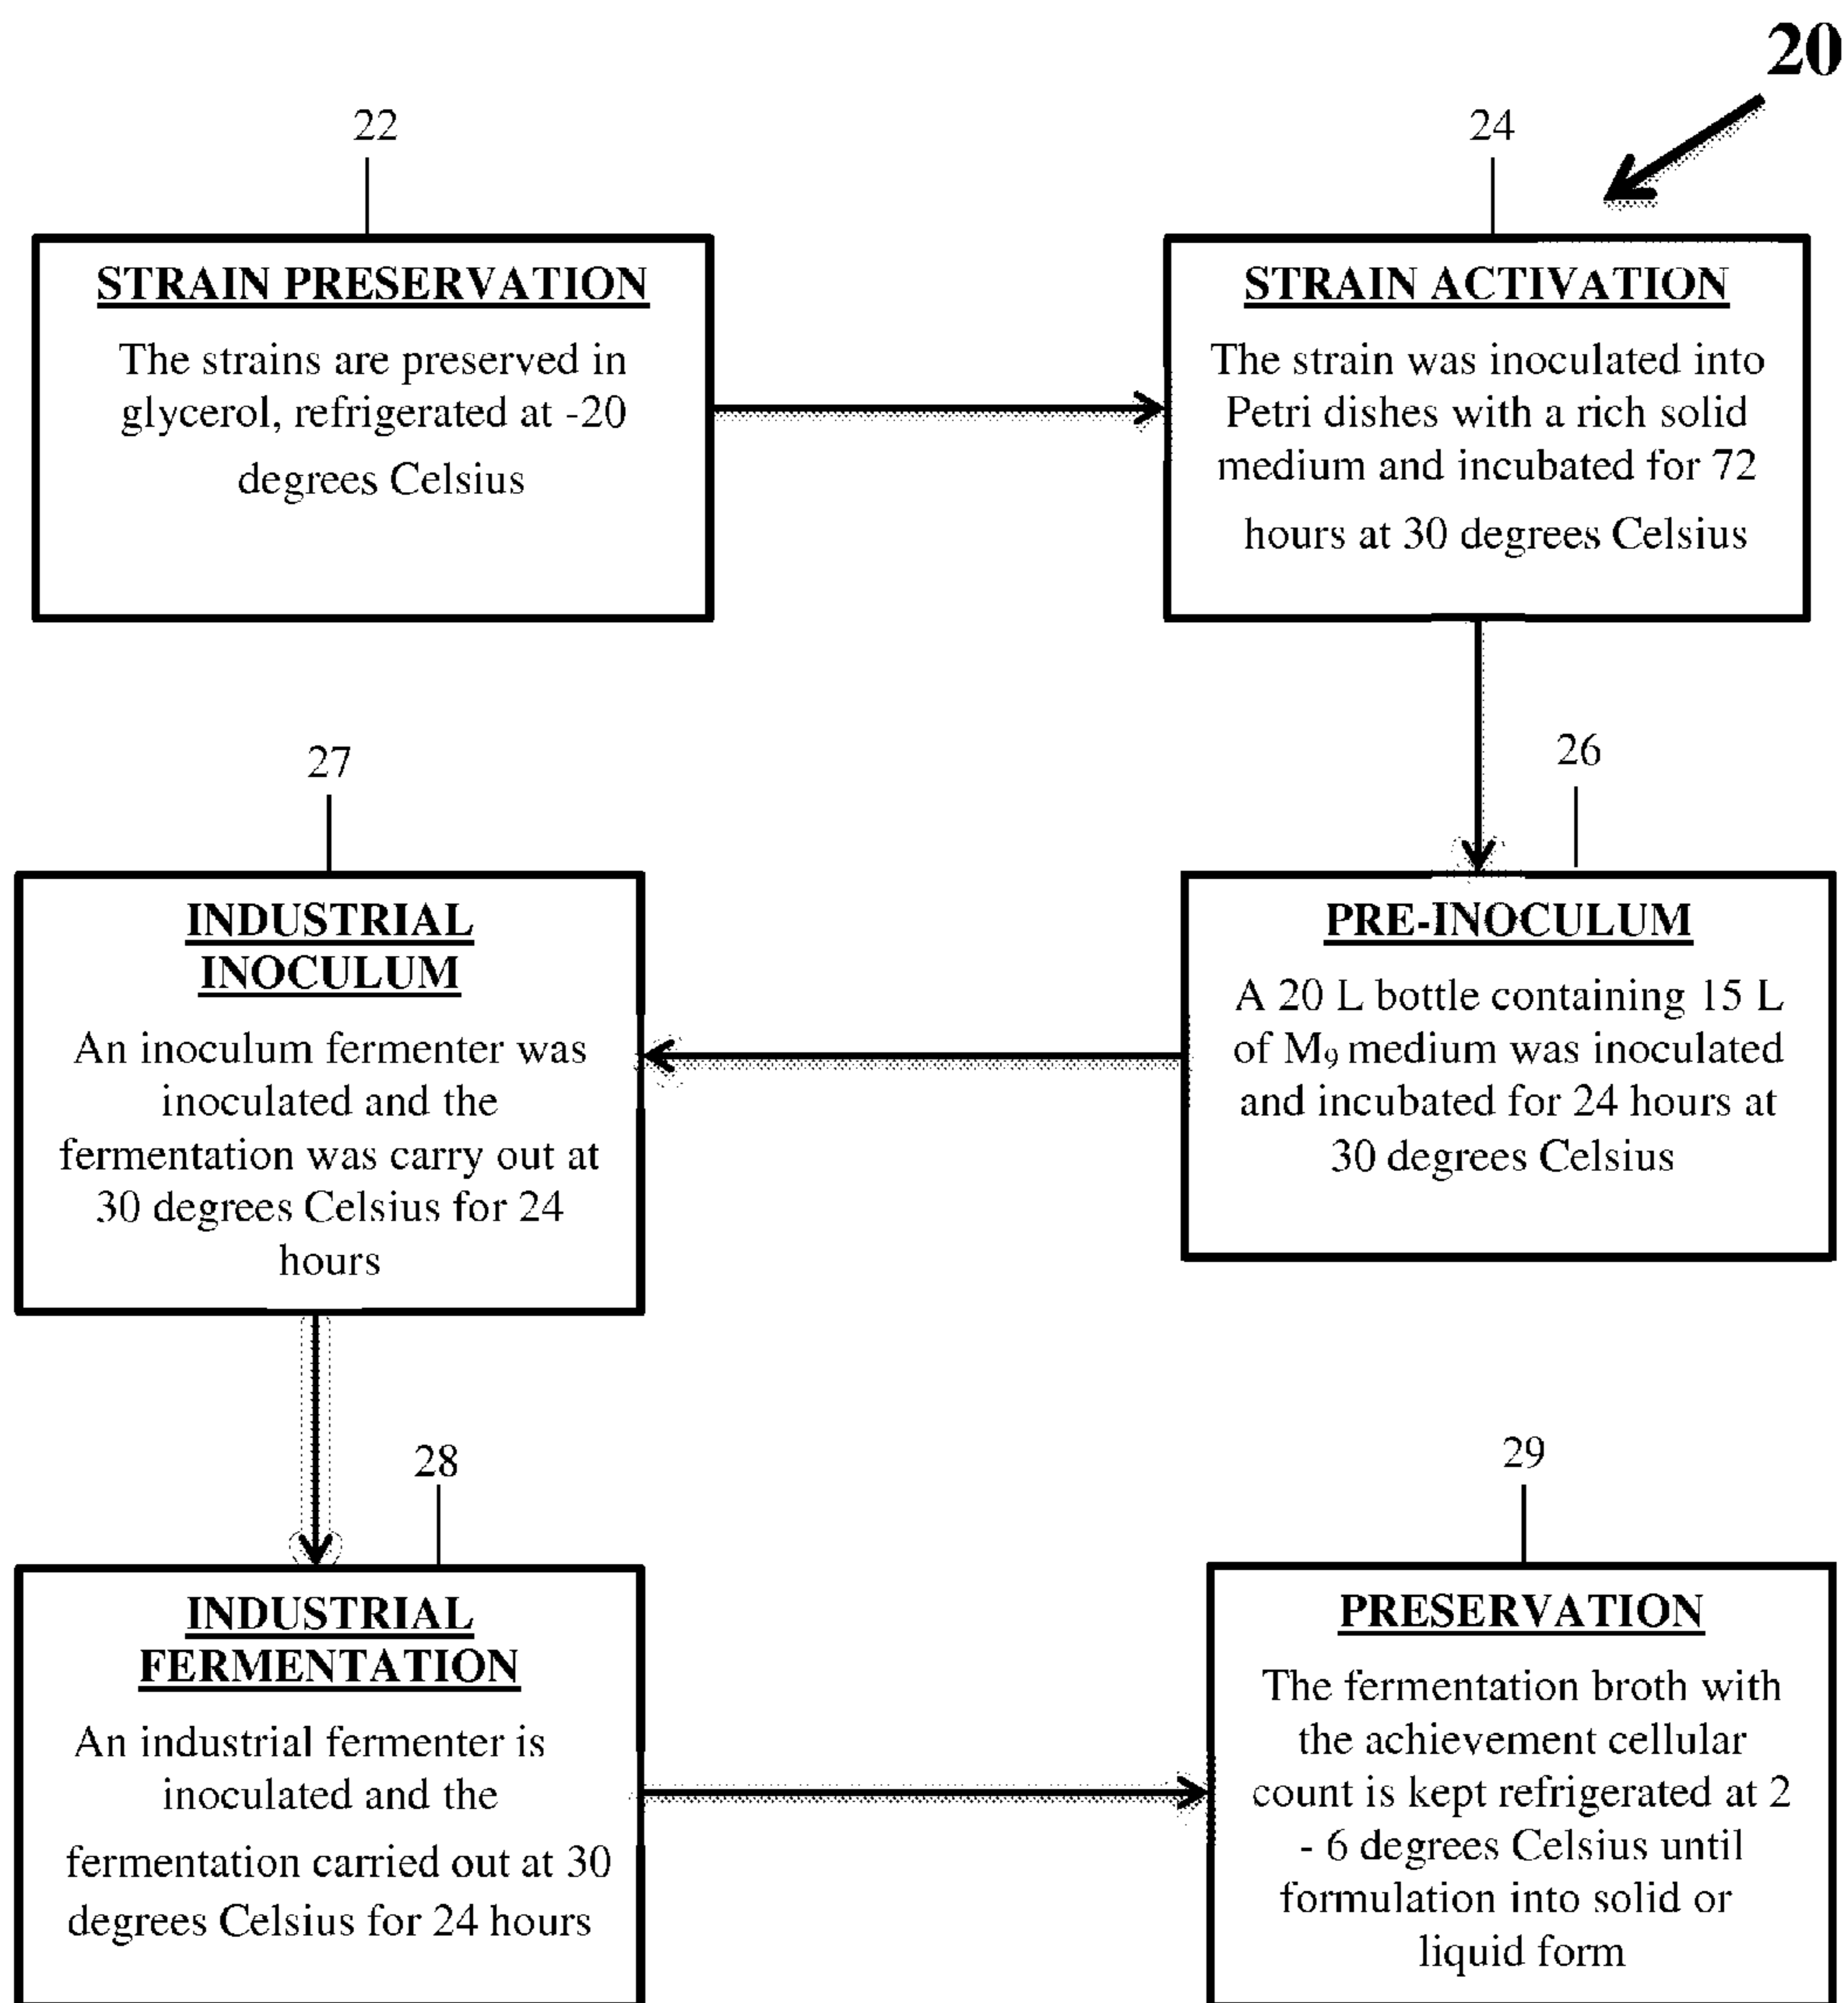 20
22
STRAIN PRESERVATION
The strains are preserved in
glycerol, refrigerated at -20
degrees Celsius
24
STRAIN ACTIVATION
The strain was inoculated into
Petri dishes with a rich solid
medium and incubated for 72
hours at 30 degrees Celsius
26
PRE-INOCULUM
A 20 L bottle containing 15 L
of M₉ medium was inoculated
and incubated for 24 hours at
30 degrees Celsius
27
INDUSTRIAL
INOCULUM
An inoculum fermenter was
inoculated and the
fermentation was carry out at
30 degrees Celsius for 24
hours
28
INDUSTRIAL
FERMENTATION
An industrial fermenter is
inoculated and the
fermentation carried out at 30
degrees Celsius for 24 hours
29
PRESERVATION
The fermentation broth with
the achievement cellular
count is kept refrigerated at 2
- 6 degrees Celsius until
formulation into solid or
liquid form